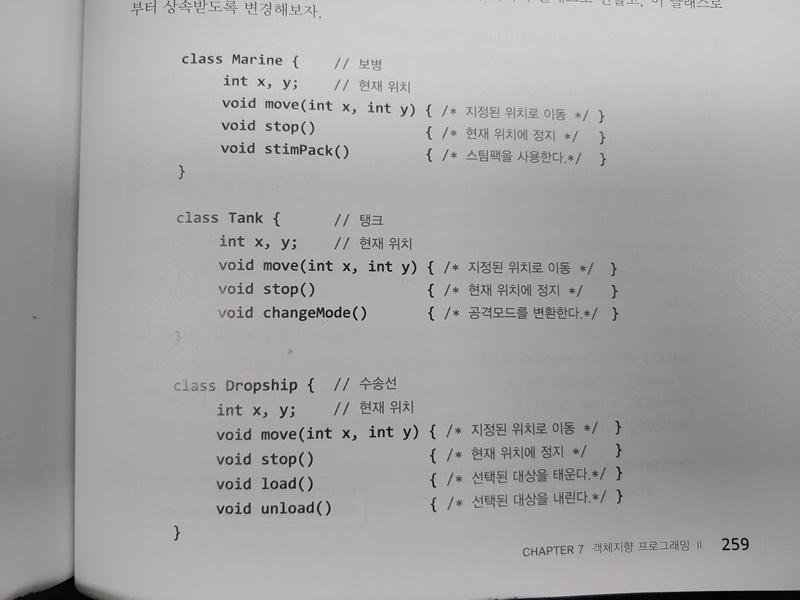 부터 상속받도록 변경해보자.
class Marine { // 보병
int x, y; // 현재 위치
void move(int x, int y) { /* 지정된 위치로 이동 */ }
void stop() { /* 현재 위치에 정지 */ }
void stimPack() { /* 스팀팩을 사용한다.*/ }
}
class Tank { // 탱크
int x, y; // 현재 위치
void move(int x, int y) { /* 지정된 위치로 이동 */ }
void stop() { /* 현재 위치에 정지 */ }
void changeMode() { /* 공격모드를 변환한다.*/ }
}
class Dropship { // 수송선
int x, y; // 현재 위치
void move(int x, int y) { /* 지정된 위치로 이동 */ }
void stop() { /* 현재 위치에 정지 */ }
void load() { /* 선택된 대상을 태운다.*/ }
void unload() { /* 선택된 대상을 내린다.*/ }
}
CHAPTER 7 객체지향 프로그래밍 II 259